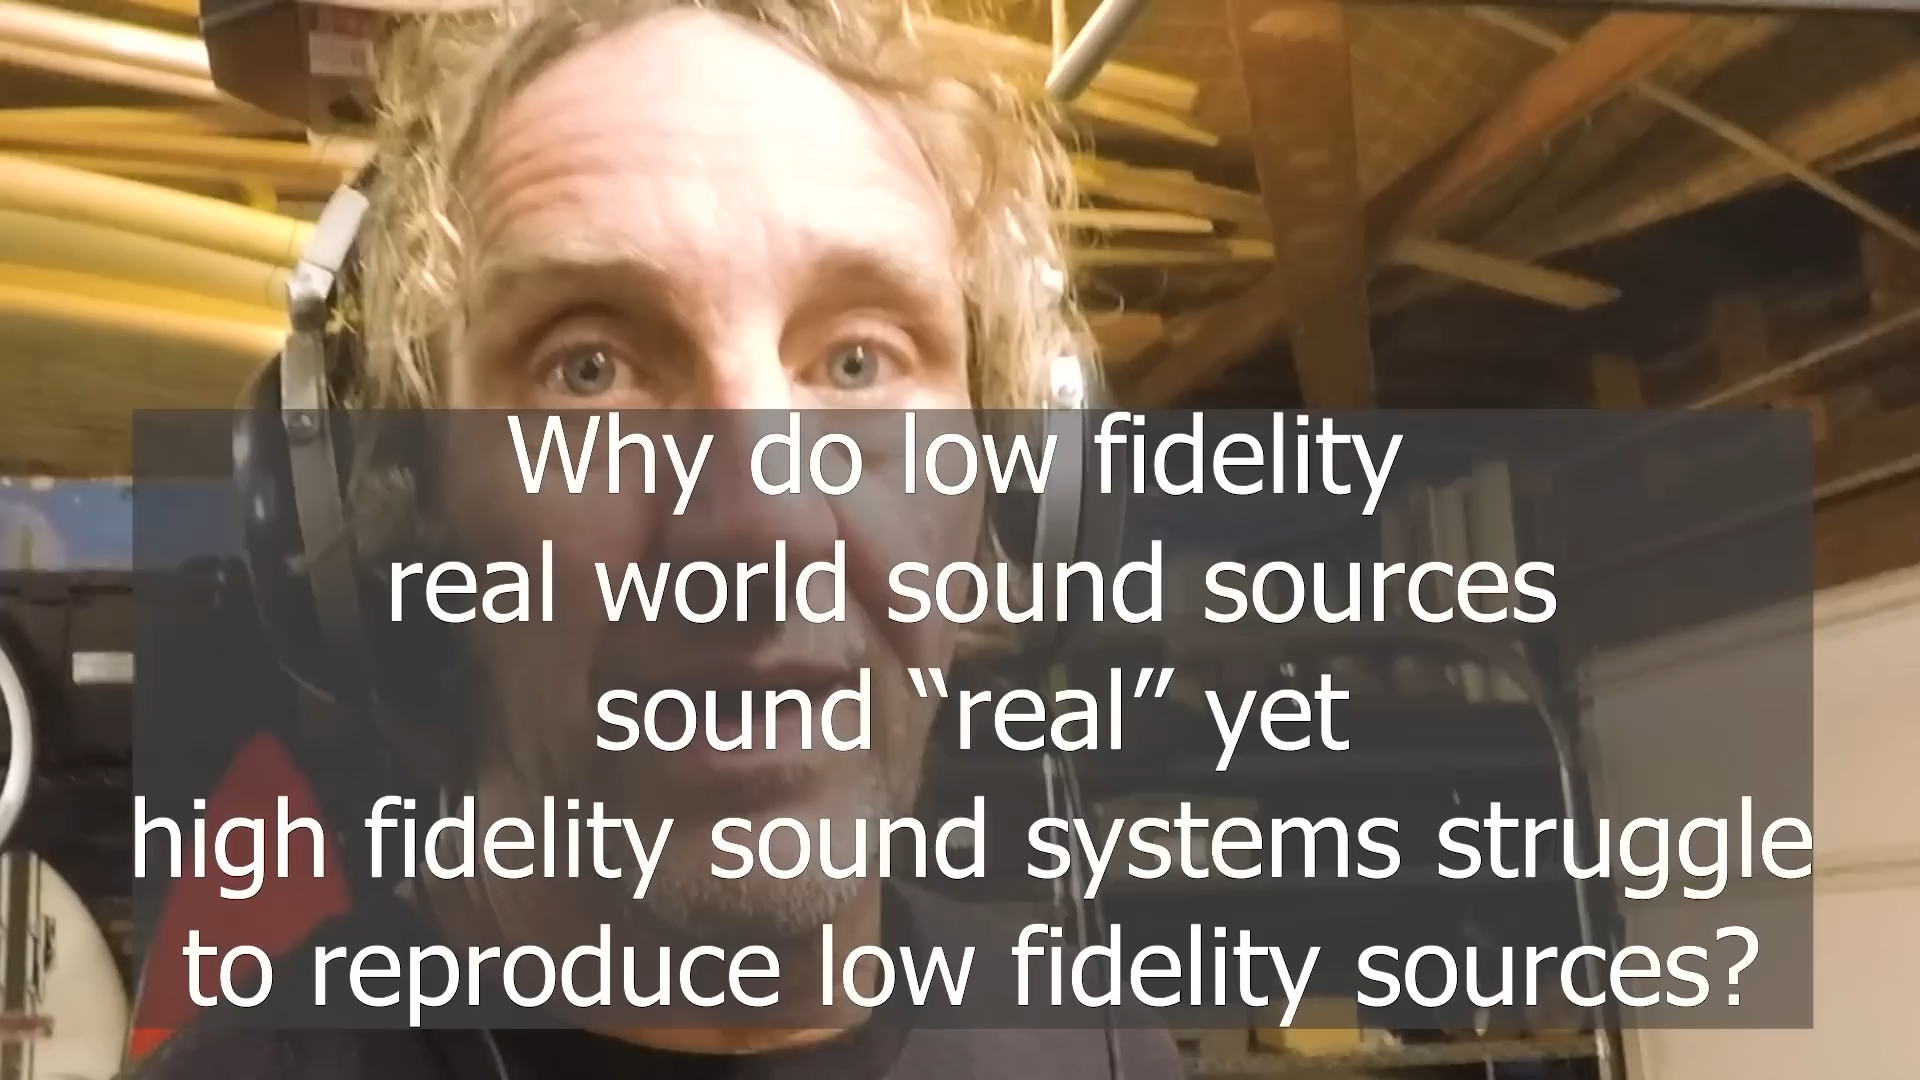 Why do low fidelity
real world sound sources
sound “real” yet
high fidelity sound systems struggle
to reproduce low fidelity sources?